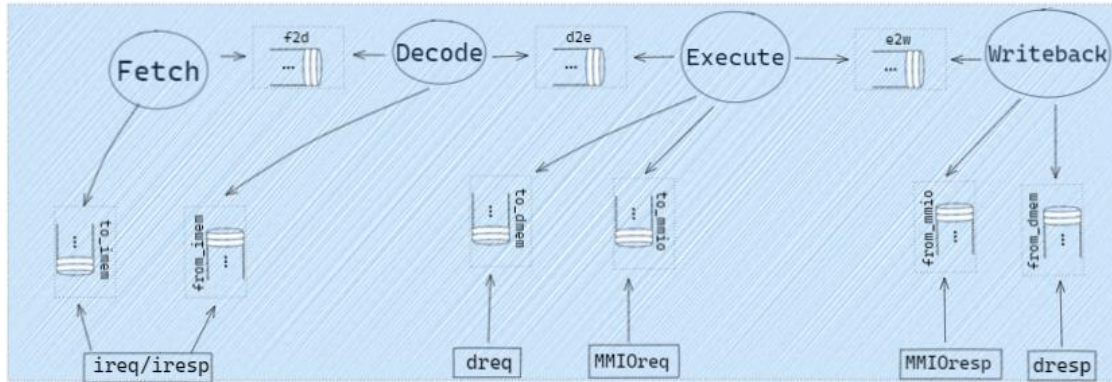 f2d
d2e
e2w
Fetch
Decode
Execute
Writeback
...
...
...
to_imem
...
from_imem
...
to_dmem
...
to_mmio
...
from_mmio
...
from_dmem
...
ireq/iresp
dreq
MMIOreq
MMIOresp
dresp